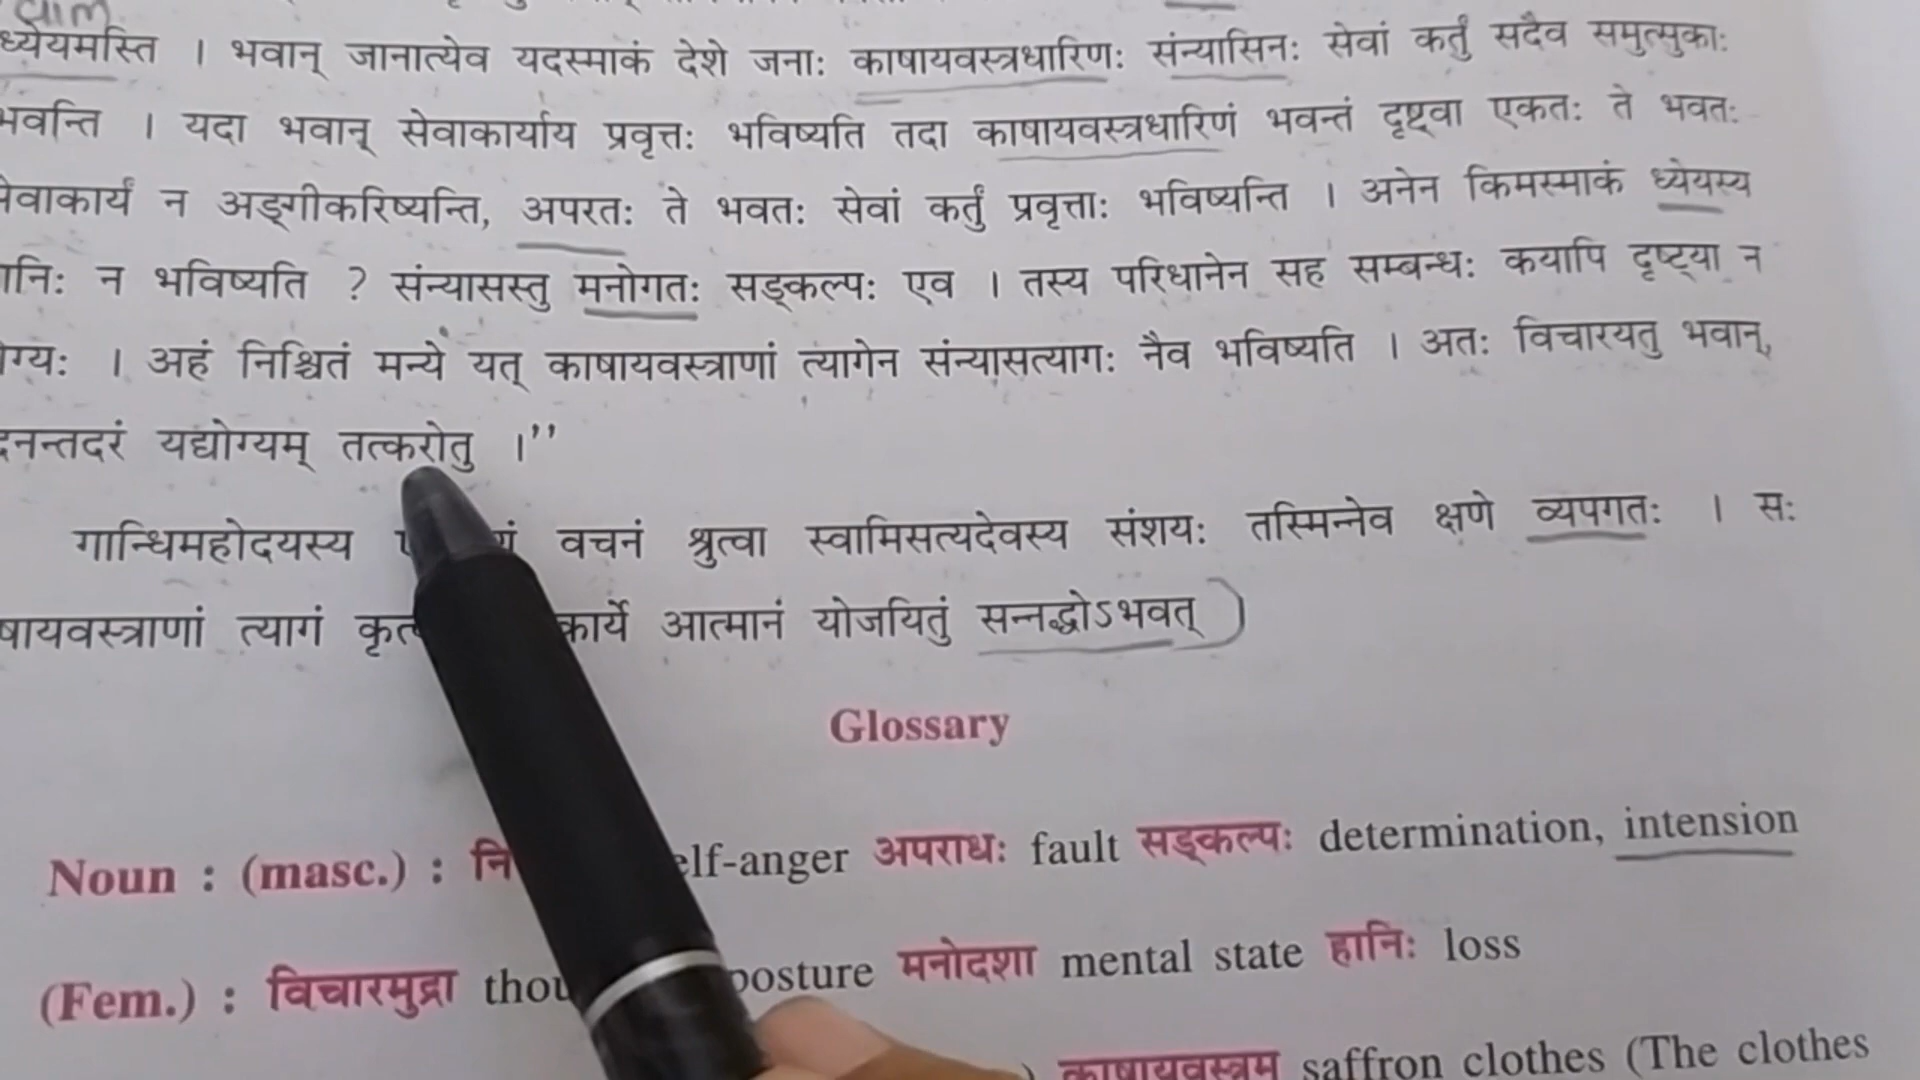 ध्येयमस्ति । भवान् जानात्येव यदस्माकं देशे जनाः काषायवस्त्रधारिणः संन्यासिनः सेवां कर्तुं सदैव समुत्सुकाः
भवन्ति । यदा भवान् सेवाकार्याय प्रवृत्तः भविष्यति तदा काषायवस्त्रधारिणं भवन्तं दृष्ट्वा एकतः ते भवतः
सेवाकार्यं न अङ्गीकरिष्यन्ति, अपरतः ते भवतः सेवां कर्तुं प्रवृत्ताः भविष्यन्ति । अनेन किमस्माकं ध्येयस्य
न भविष्यति ? संन्यासस्तु मनोगतः सङ्कल्पः एव । तस्य परिधानेन सह सम्बन्धः कयापि दृष्ट्या न
। अहं निश्चितं मन्ये यत् काषायवस्त्राणां त्यागेन संन्यासत्यागः नैव भविष्यति । अतः विचारयतु भवान्,
यद्योग्यम् तत्करोतु ।”
गान्धिमहोदयस्य वचनं श्रुत्वा स्वामिसत्यदेवस्य संशयः तस्मिन्नेव क्षणे व्यपगतः । सः
त्यागं आत्मानं योजयितुं सन्नद्धोऽभवत्
Glossary
Noun : (masc.) : अपराधः fault सङ्कल्पः determination, intension
(Fem.) : विचारमुद्रा posture मनोदशा mental state हानिः loss
काषायवस्त्रम saffron clothes (The clothes